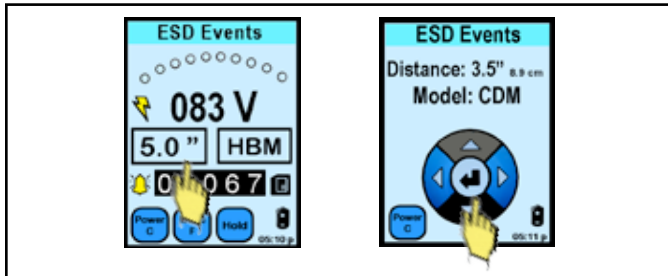 ESD Events
083 V
5.0 " HBM
067
Power C F Hold
05:10 p
ESD Events
Distance: 3.5" 8.9 cm
Model: CDM
Power C
05:11 p